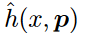 ĥ(x, 𝒑)